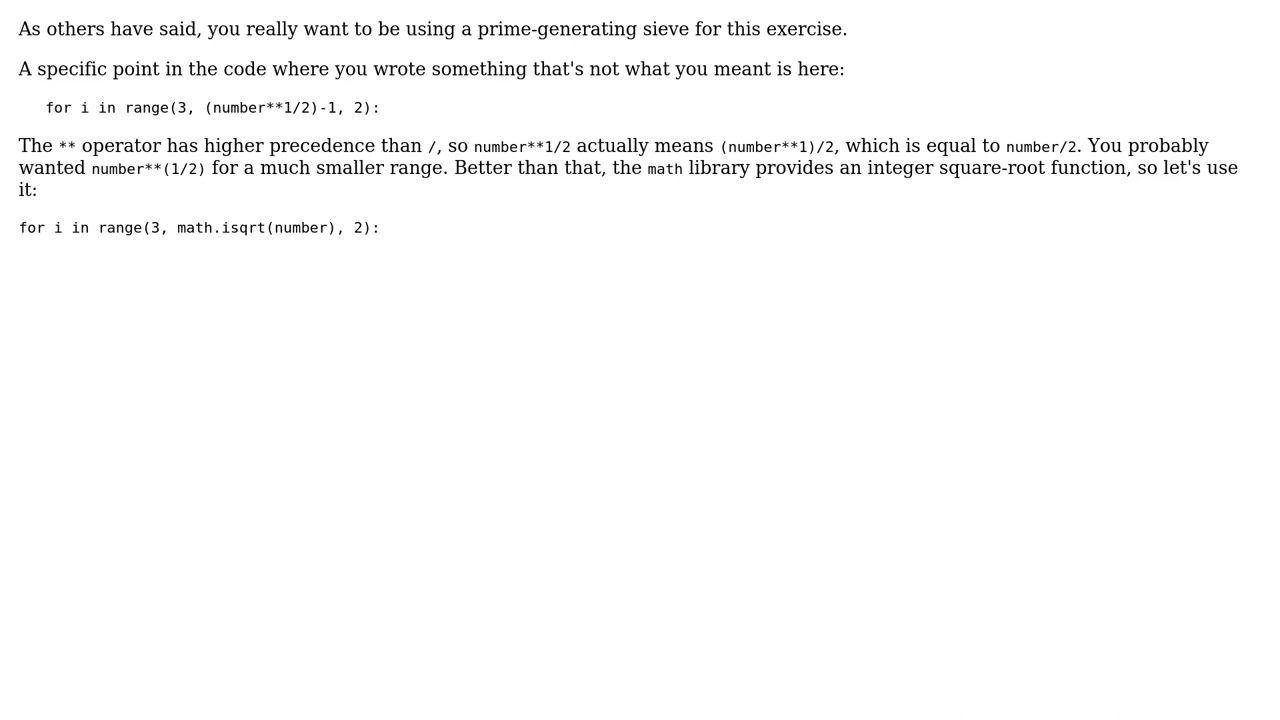 As others have said, you really want to be using a prime-generating sieve for this exercise.
A specific point in the code where you wrote something that's not what you meant is here:
for i in range(3, (number**1/2)-1, 2):
The ** operator has higher precedence than /, so number**1/2 actually means (number**1)/2, which is equal to number/2. You probably
wanted number**(1/2) for a much smaller range. Better than that, the math library provides an integer square-root function, so let's use
it:
for i in range(3, math.isqrt(number), 2):